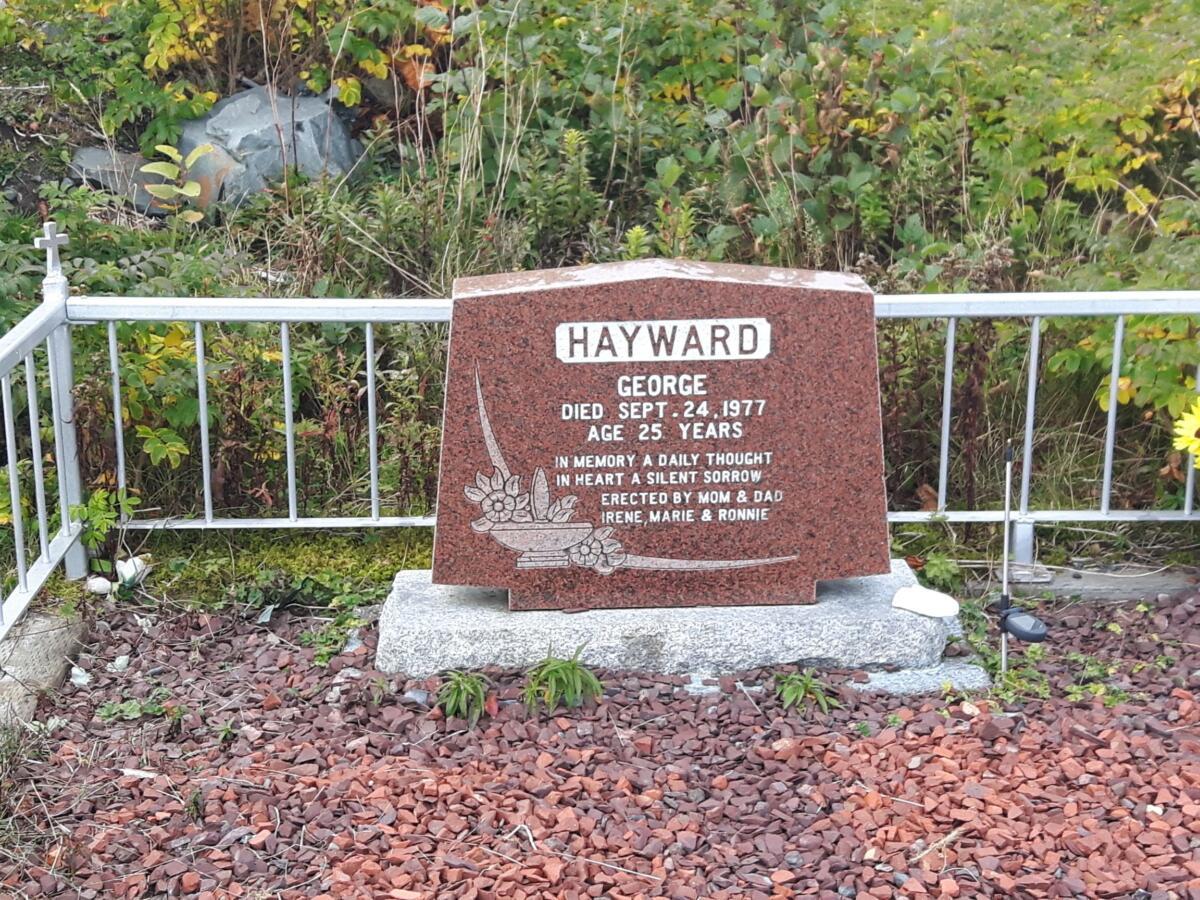 HAYWARD
GEORGE
DIED SEPT. 24, 1977
AGE 25 YEARS
IN MEMORY A DAILY THOUGHT
IN HEART A SILENT SORROW
ERECTED BY MOM & DAD
IRENE, MARIE & RONNIE